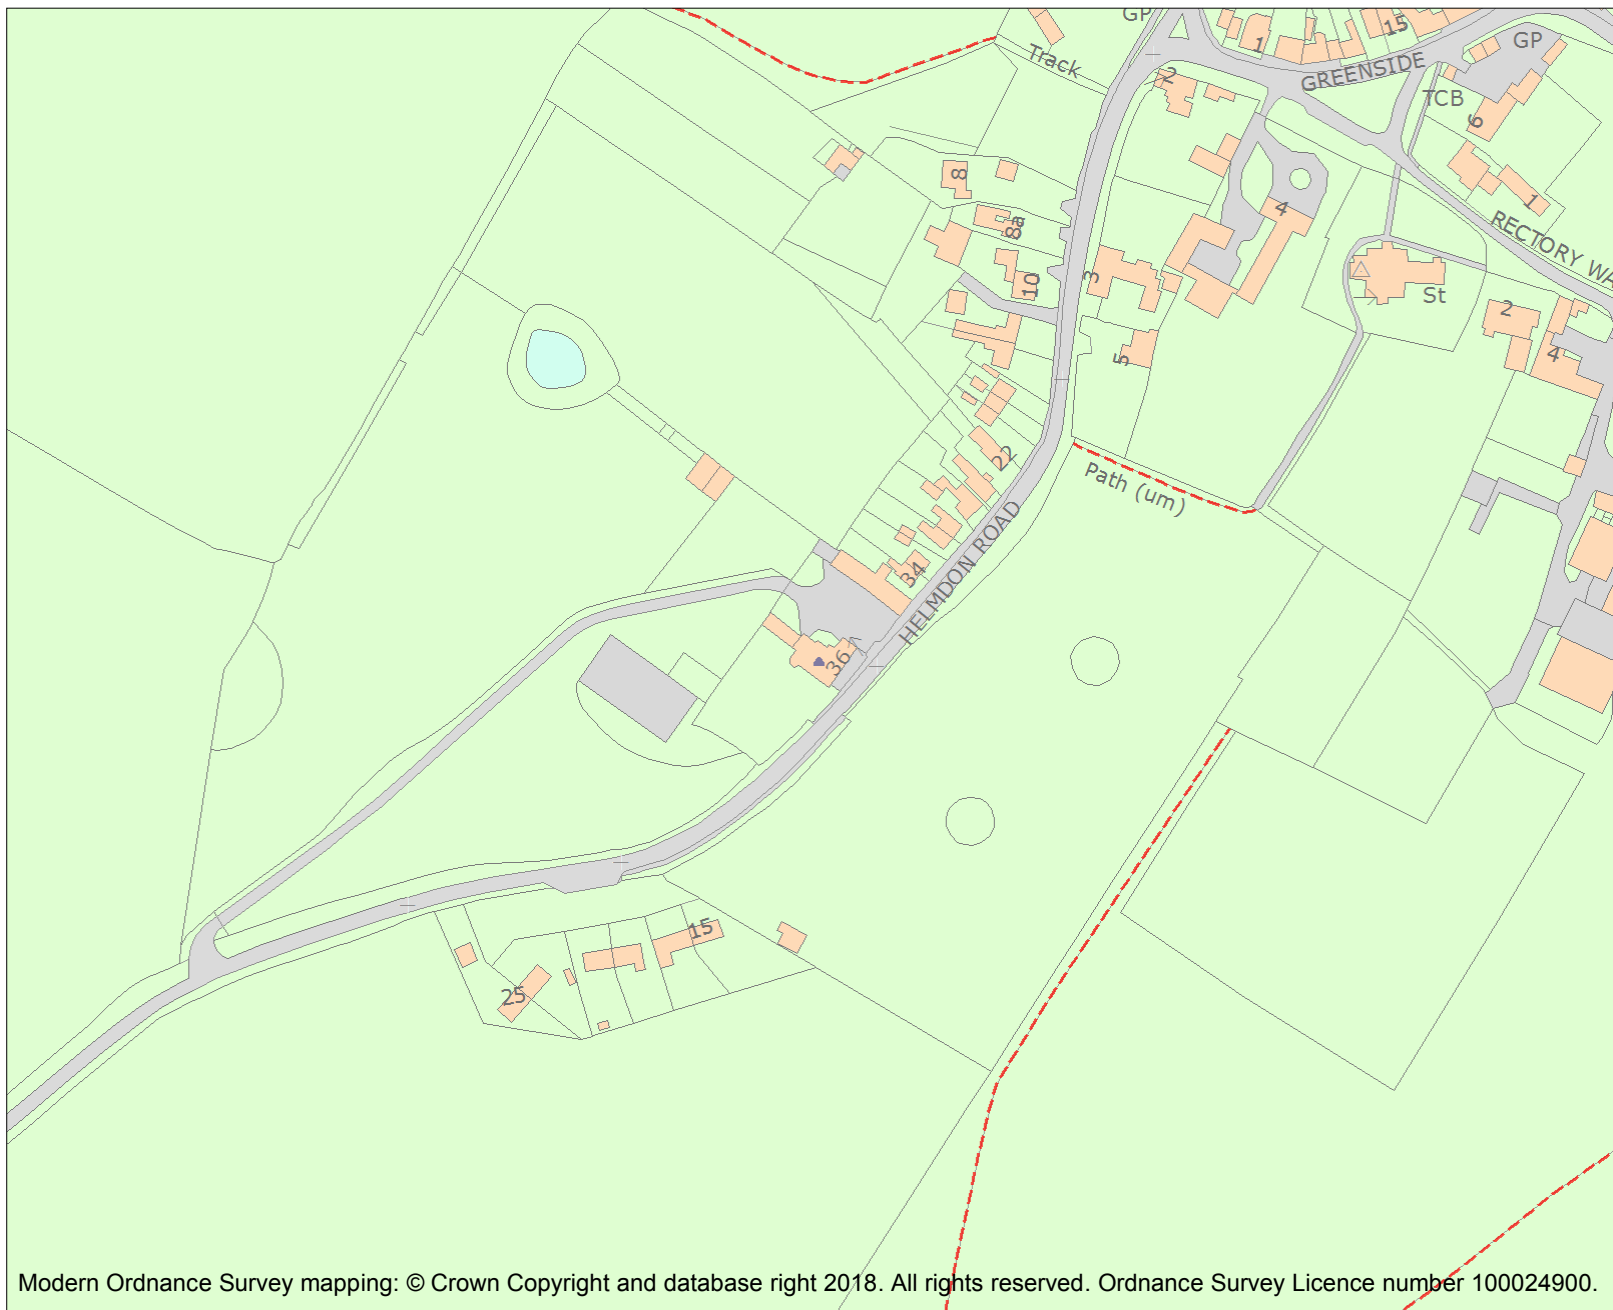 GP
15
1
GP
GREENSIDE
Track
2
TCB
6
8
4
1
8a
RECTORY WA
3
10
St
2
5
4
22
Path (um)
HELMDON ROAD
34
36
15
25
Modern Ordnance Survey mapping: © Crown Copyright and database right 2018. All rights reserved. Ordnance Survey Licence number 100024900.